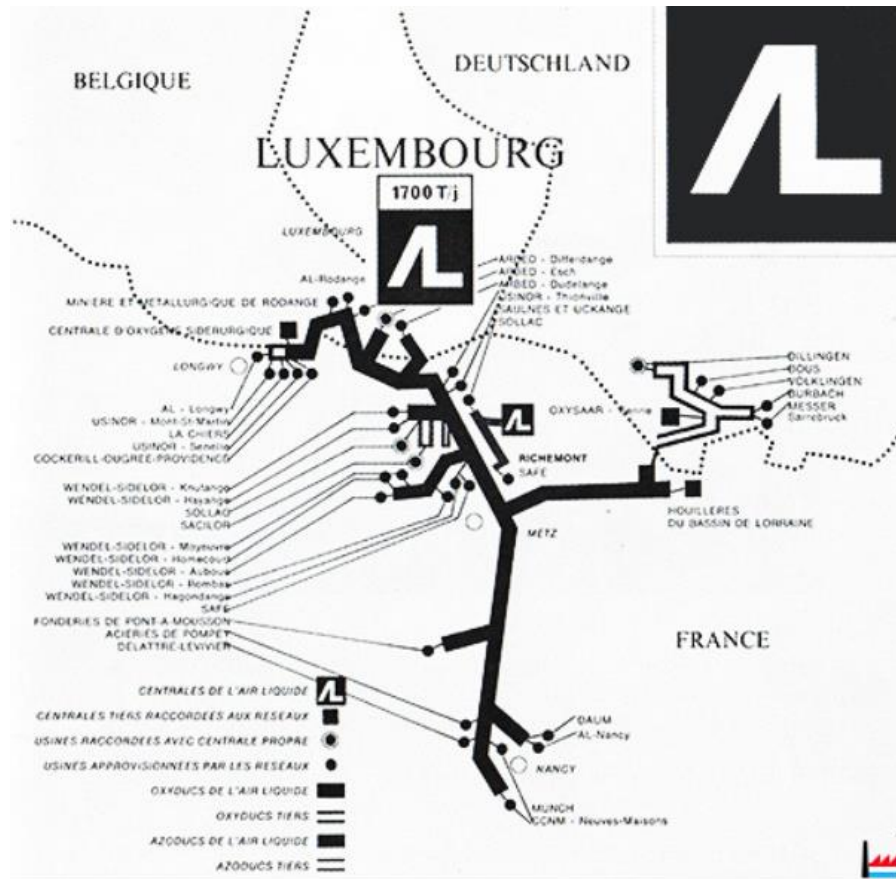 BELGIQUE
DEUTSCHLAND
LUXEMBOURG
1700 T/j
LUXEMBOURG
AL-Rodange
MINIERE ET METALLURGIQUE DE RODANGE
CENTRALE D'OXYGENE SIDERURGIQUE
LONGWY
ARBED - Differdange
ARBED - Esch
ARBED - Dudelange
USINOR - Thionville
SAULNES ET UCKANGE
SOLLAC
DILLINGEN
BOUS
VOLKLINGEN
BURBACH
MESSER
Sarrebruck
OXYSAAR -
AL - Longwy
USINOR - Mont-St-Martin
LA CHIERS
USINOR - Senelle
COCKERILL-OUGREE-PROVIDENCE
RICHEMONT
SAFE
WENDEL-SIDELOR - Knutange
WENDEL-SIDELOR - Hayange
SOLLAC
SACILOR
HOUILLERES
DU BASSIN DE LORRAINE
METZ
WENDEL-SIDELOR - Moyeuvre
WENDEL-SIDELOR - Homecourt
WENDEL-SIDELOR - Auboue
WENDEL-SIDELOR - Rombas
WENDEL-SIDELOR - Hagondange
SAFE
FONDERIES DE PONT-A-MOUSSON
ACIERIES DE POMPEY
DELATTRE-LEVIVIER
FRANCE
CENTRALES DE L'AIR LIQUIDE
CENTRALES TIERS RACCORDEES AUX RESEAUX
USINES RACCORDEES AVEC CENTRALE PROPRE
USINES APPROVISIONNEES PAR LES RESEAUX
OXYDUCS DE L'AIR LIQUIDE
OXYDUCS TIERS
AZODUCS DE L'AIR LIQUIDE
AZODUCS TIERS
DAUM
AL-Nancy
NANCY
MUNCH
CCNM - Neuves-Maisons